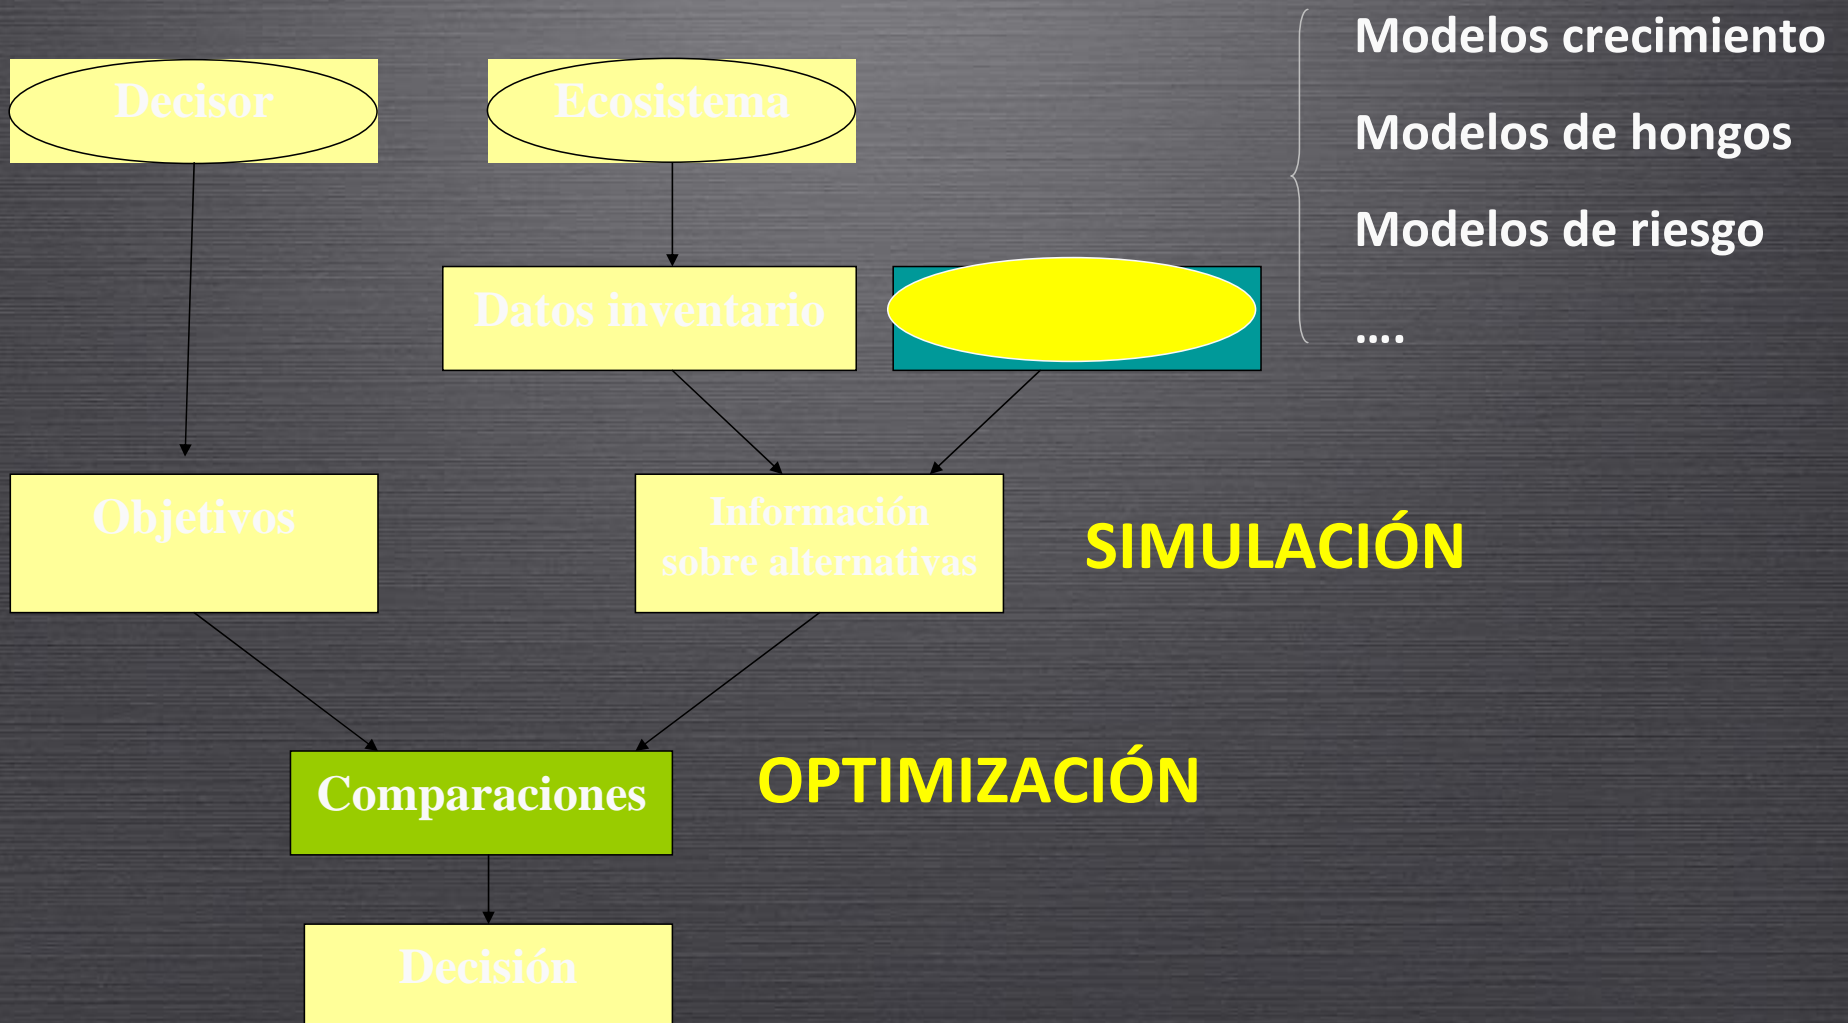 Modelos crecimiento
Decisor
Ecosistema
Modelos de hongos
Modelos de riesgo
Datos inventario
....
Objetivos
Información
sobre alternativas
SIMULACIÓN
Comparaciones
OPTIMIZACIÓN
Decisión